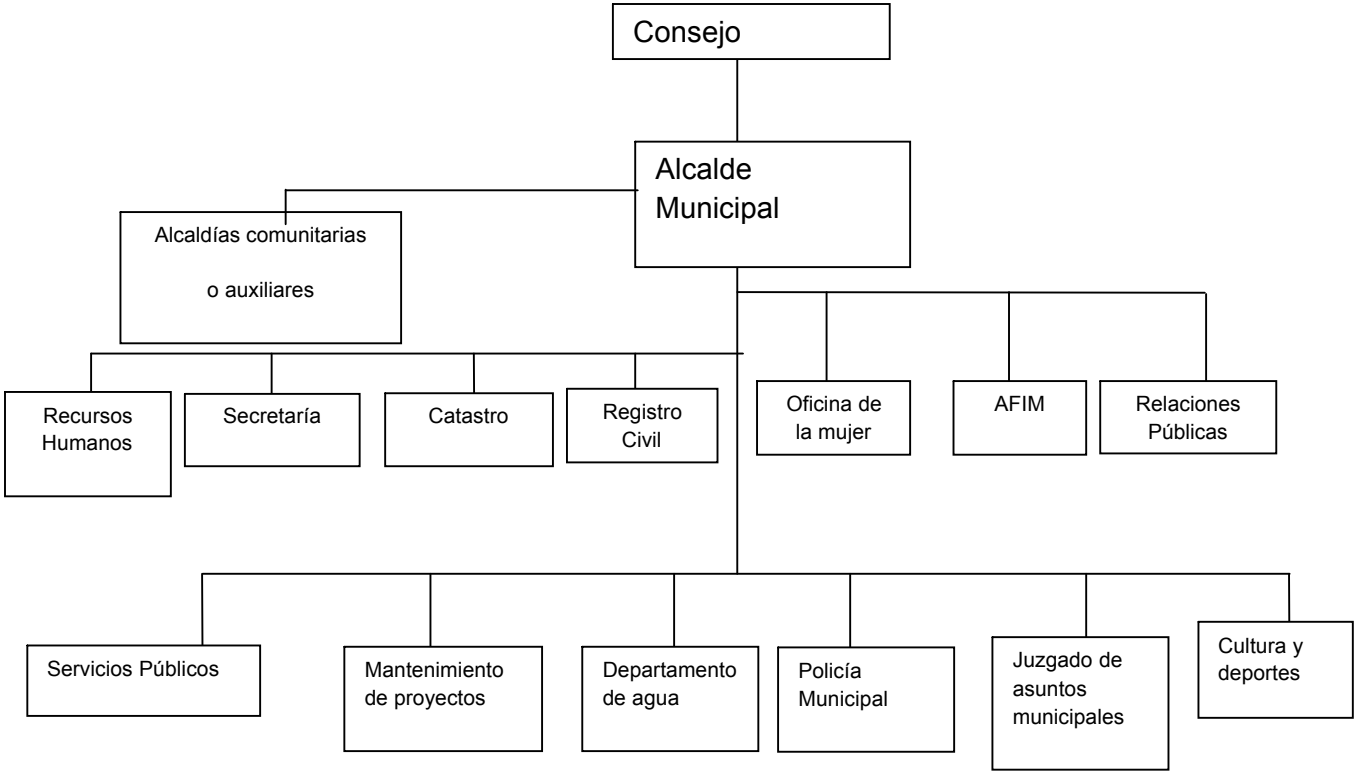 Consejo
Alcalde
Municipal
Alcaldías comunitarias
o auxiliares
Recursos
Humanos
Secretaría
Catastro
Registro
Civil
Oficina de
la mujer
AFIM
Relaciones
Públicas
Servicios Públicos
Mantenimiento
de proyectos
Departamento
de agua
Policía
Municipal
Juzgado de
asuntos
municipales
Cultura y
deportes